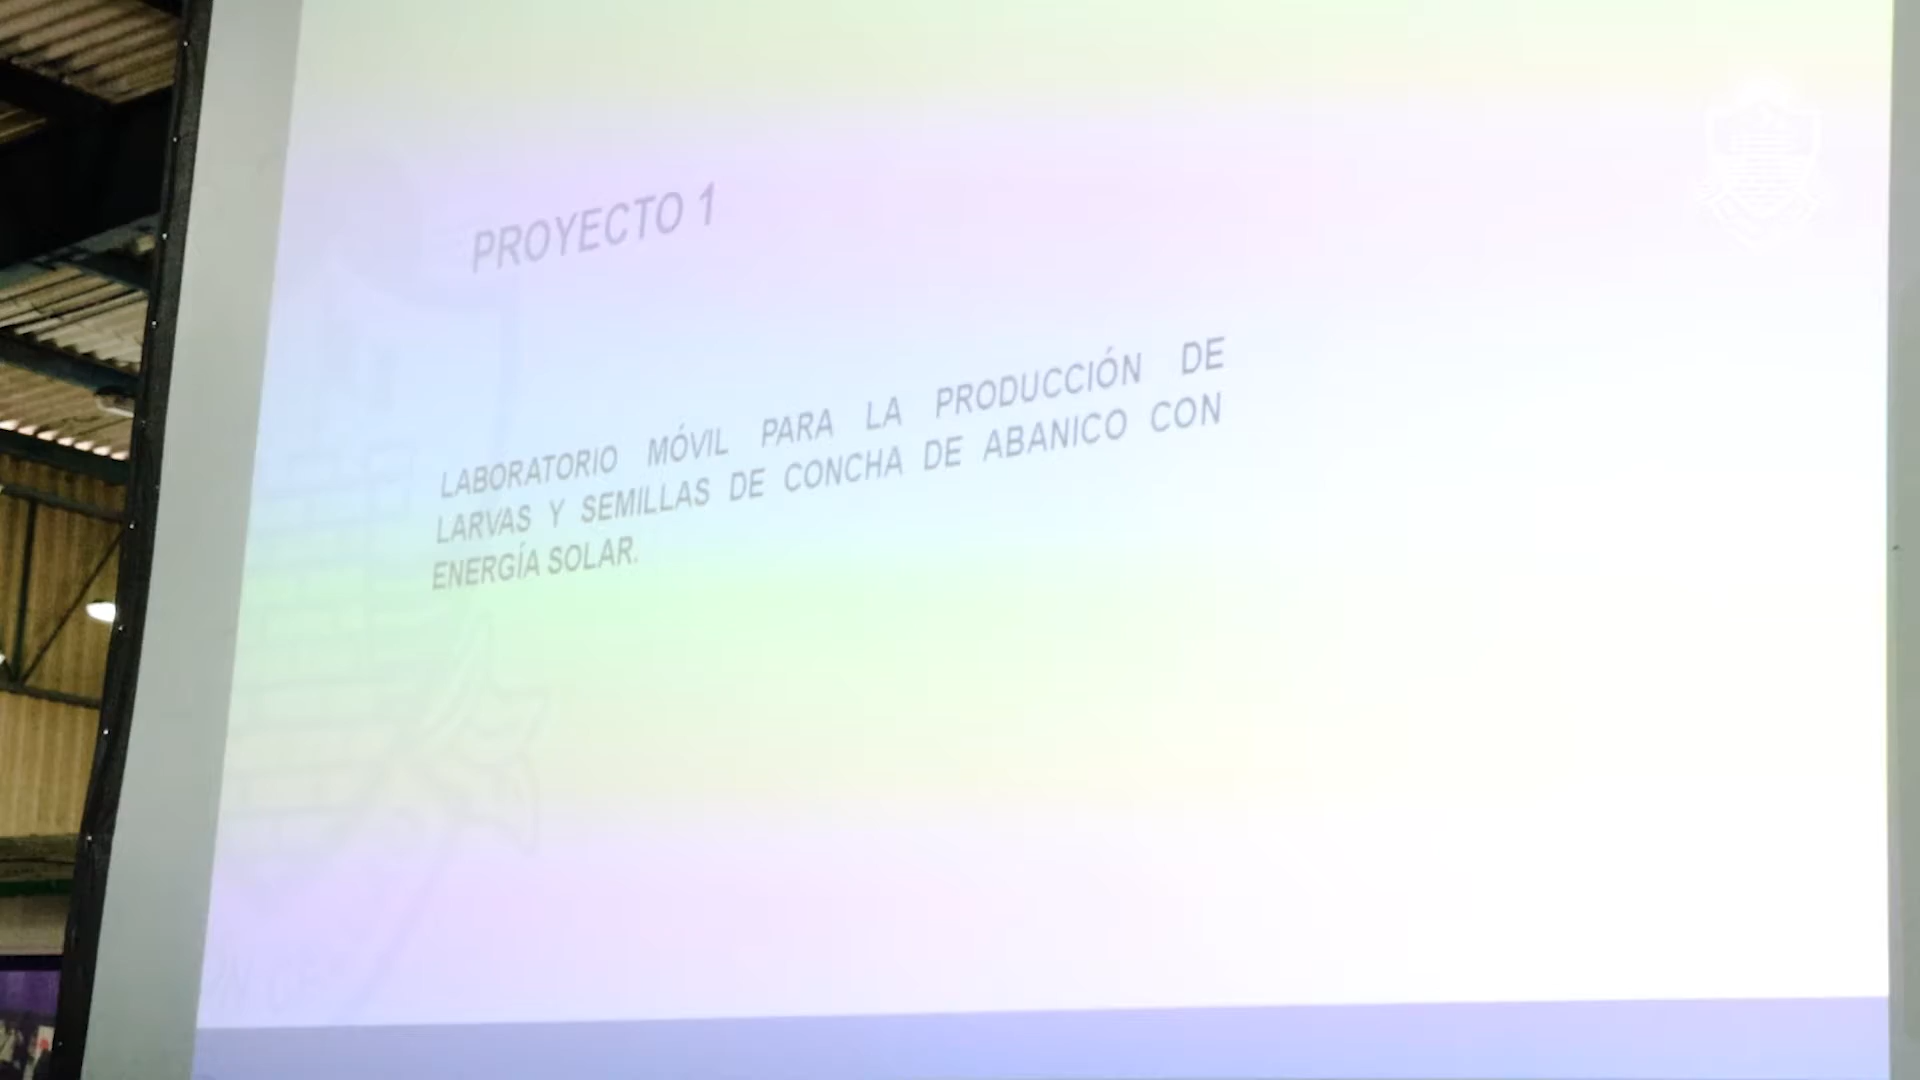 PROYECTO 1
LABORATORIO MÓVIL PARA LA PRODUCCIÓN DE
LARVAS Y SEMILLAS DE CONCHA DE ABANICO CON
ENERGÍA SOLAR.